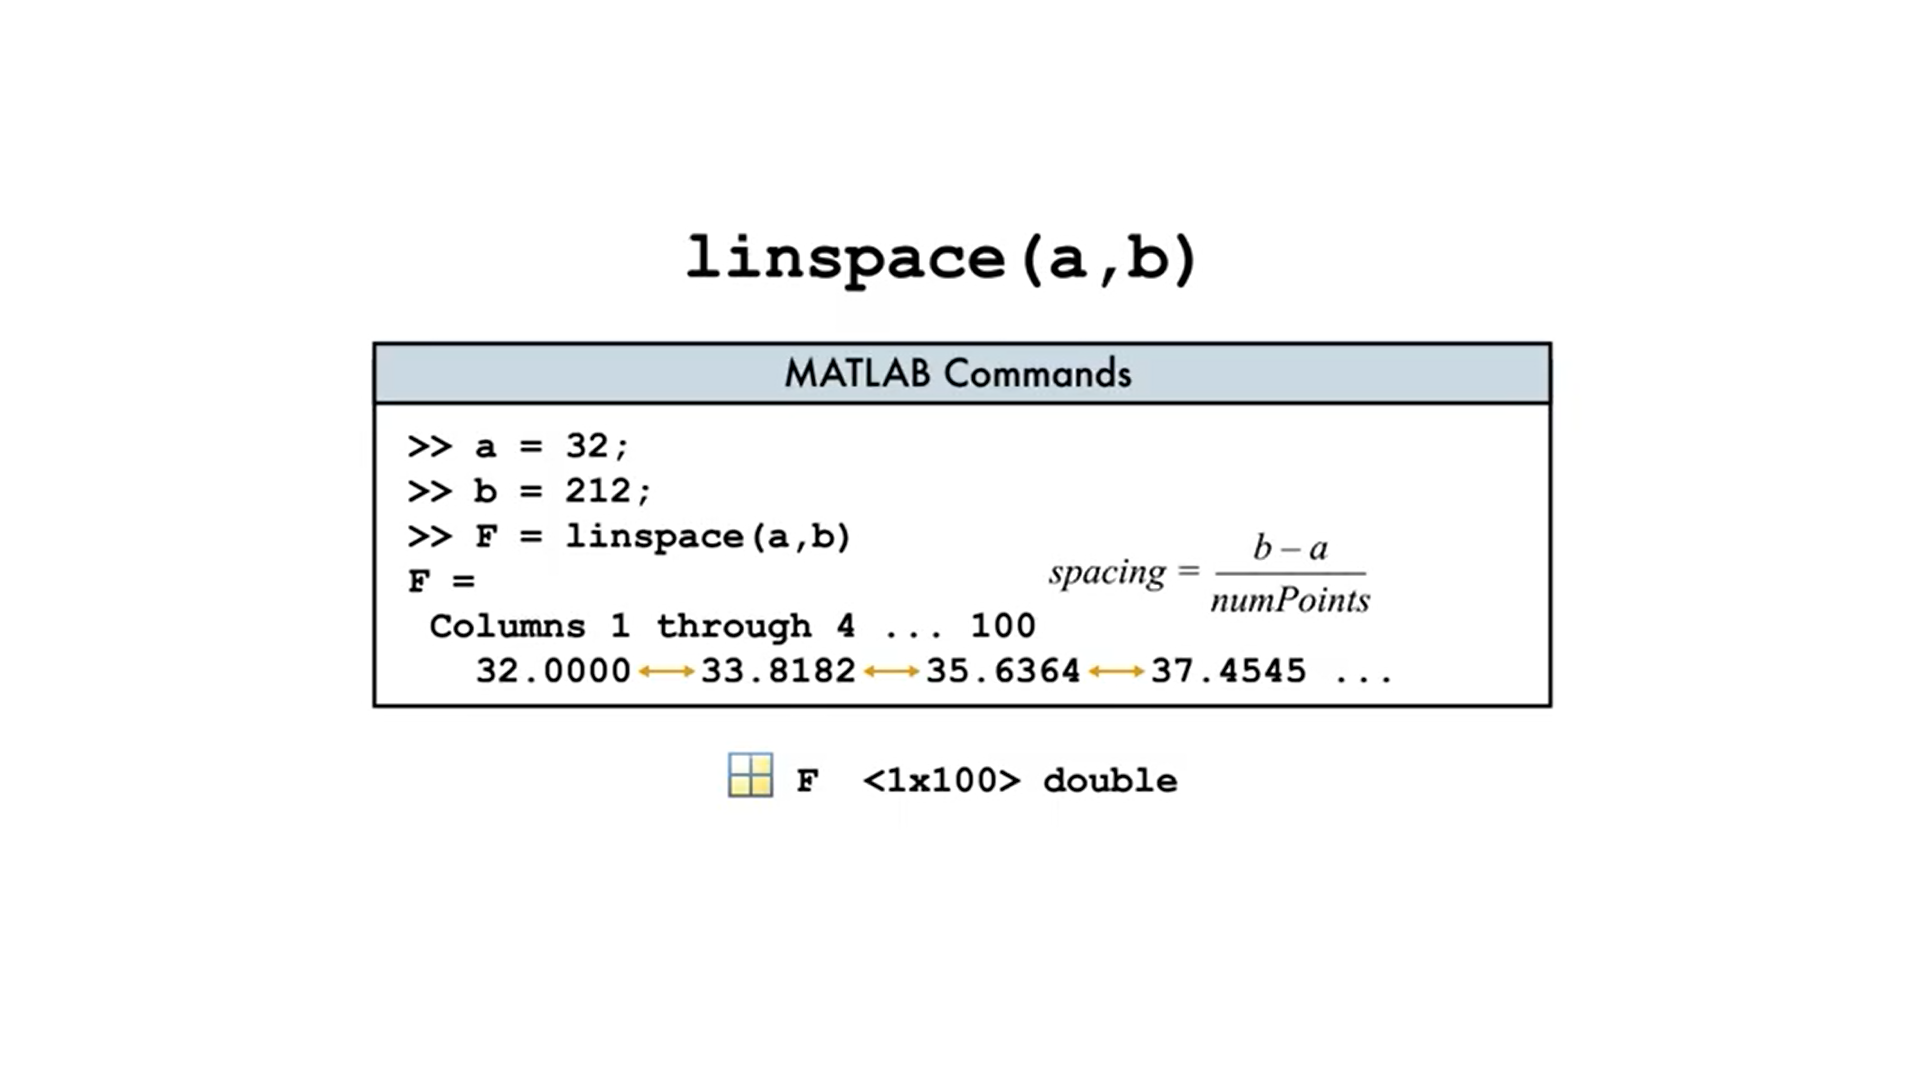 linspace(a,b)
MATLAB Commands
>> a = 32;
>> b = 212;
>> F = linspace(a,b)
F =
spacing = b – a / numPoints
Columns 1 through 4 ... 100
32.0000 ↔ 33.8182 ↔ 35.6364 ↔ 37.4545 ...
F <1x100> double